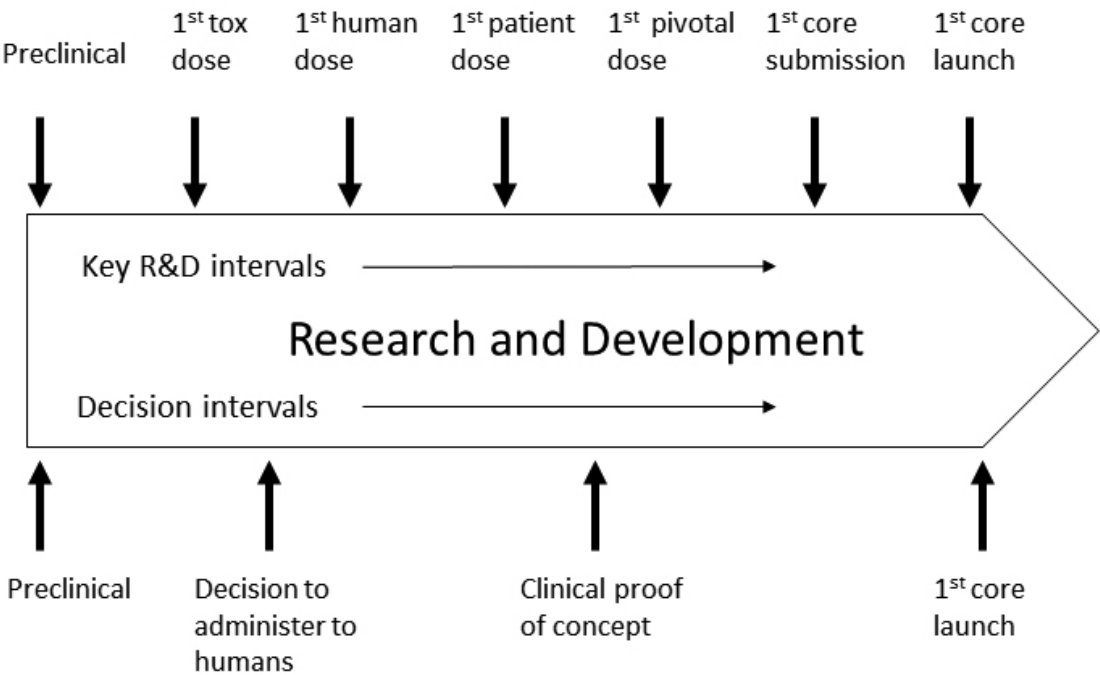 Preclinical
1st tox
dose
1st human
dose
1st patient
dose
1st pivotal
dose
1st core
submission
1st core
launch
Key R&D intervals
Research and Development
Decision intervals
Preclinical
Decision to
administer to
humans
Clinical proof
of concept
1st core
launch